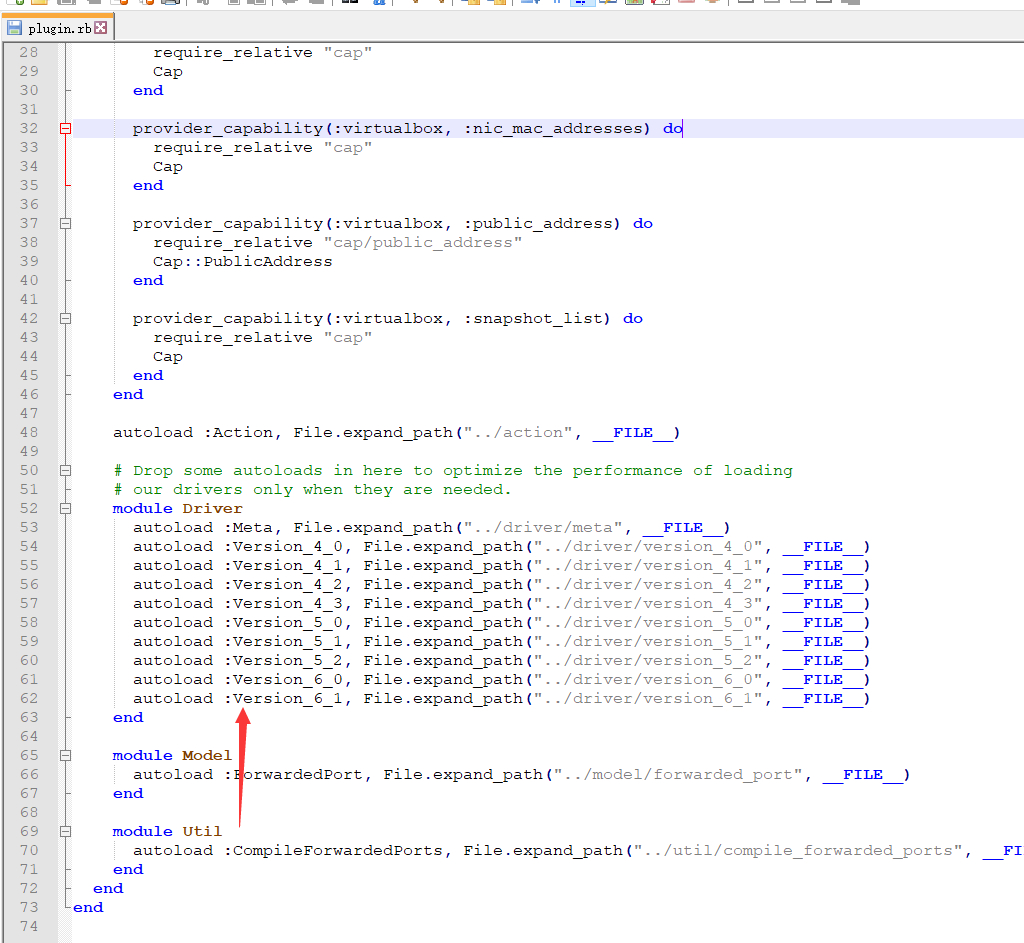 plugin.rb
28 require_relative "cap"
29 Cap
30 end
31
32 provider_capability(:virtualbox, :nic_mac_addresses) do
33 require_relative "cap"
34 Cap
35 end
36
37 provider_capability(:virtualbox, :public_address) do
38 require_relative "cap/public_address"
39 Cap::PublicAddress
40 end
41
42 provider_capability(:virtualbox, :snapshot_list) do
43 require_relative "cap"
44 Cap
45 end
46 end
47
48 autoload :Action, File.expand_path("../action", __FILE__)
49
50 # Drop some autoloads in here to optimize the performance of loading
51 # our drivers only when they are needed.
52 module Driver
53 autoload :Meta, File.expand_path("../driver/meta", __FILE__)
54 autoload :Version_4_0, File.expand_path("../driver/version_4_0", __FILE__)
55 autoload :Version_4_1, File.expand_path("../driver/version_4_1", __FILE__)
56 autoload :Version_4_2, File.expand_path("../driver/version_4_2", __FILE__)
57 autoload :Version_4_3, File.expand_path("../driver/version_4_3", __FILE__)
58 autoload :Version_5_0, File.expand_path("../driver/version_5_0", __FILE__)
59 autoload :Version_5_1, File.expand_path("../driver/version_5_1", __FILE__)
60 autoload :Version_5_2, File.expand_path("../driver/version_5_2", __FILE__)
61 autoload :Version_6_0, File.expand_path("../driver/version_6_0", __FILE__)
62 autoload :Version_6_1, File.expand_path("../driver/version_6_1", __FILE__)
63 end
64
65 module Model
66 autoload :ForwardedPort, File.expand_path("../model/forwarded_port", __FILE__)
67 end
68
69 module Util
70 autoload :CompileForwardedPorts, File.expand_path("../util/compile_forwarded_ports", __FI
71 end
72 end
73 end
74